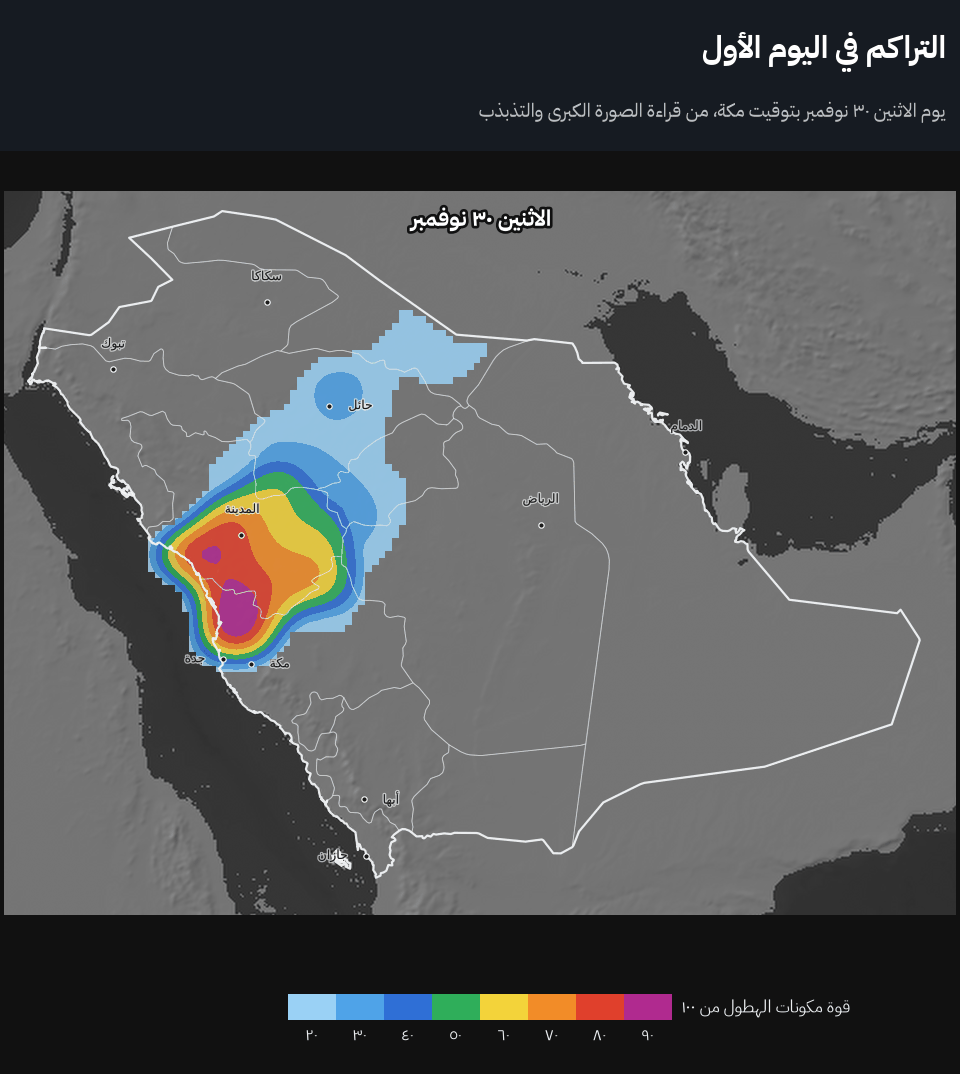 التراكم في اليوم الأول
يوم الاثنين ٣٠ نوفمبر بتوقيت مكة، من قراءة الصورة الكبرى والتذبذب
الاثنين ٣٠ نوفمبر
سكاكا
تبوك
حائل
الدمام
الرياض
المدينة
جدة
مكة
أبها
جازان
قوة مكونات الهطول من ١٠٠
٢٠ ٣٠ ٤٠ ٥٠ ٦٠ ٧٠ ٨٠ ٩٠